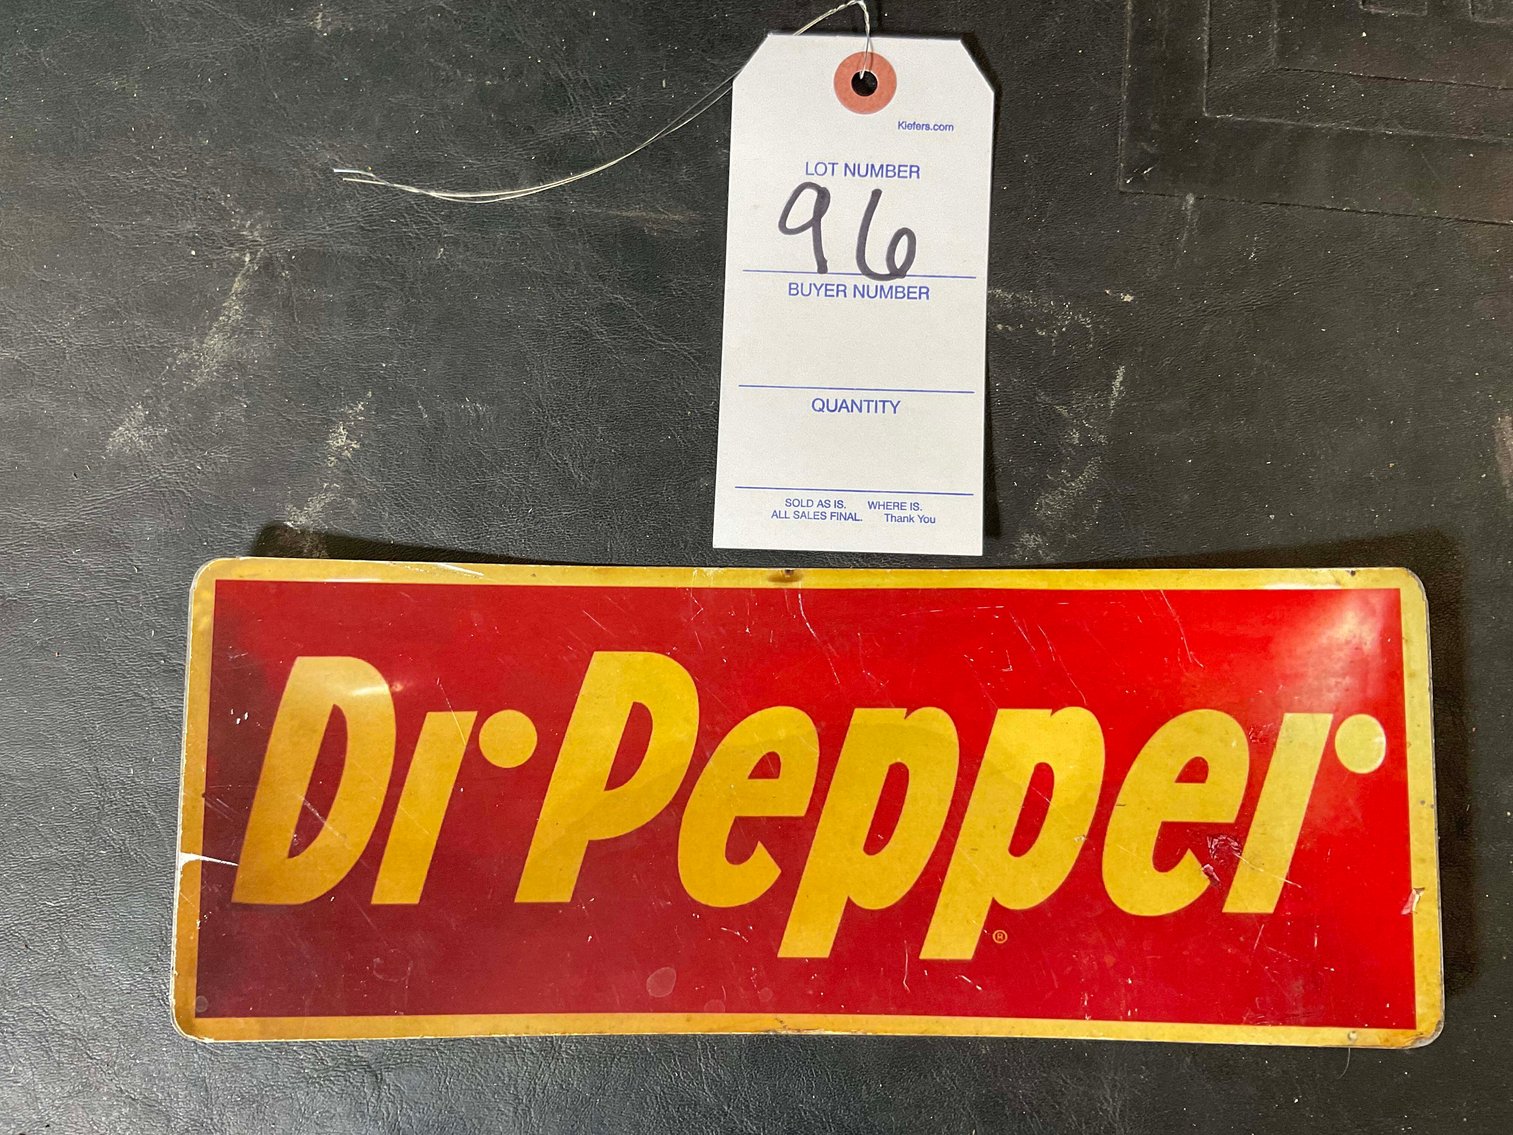 Kiefers.com
LOT NUMBER
96
BUYER NUMBER
QUANTITY
SOLD AS IS. WHERE IS.
ALL SALES FINAL. Thank You
Dr Pepper
®